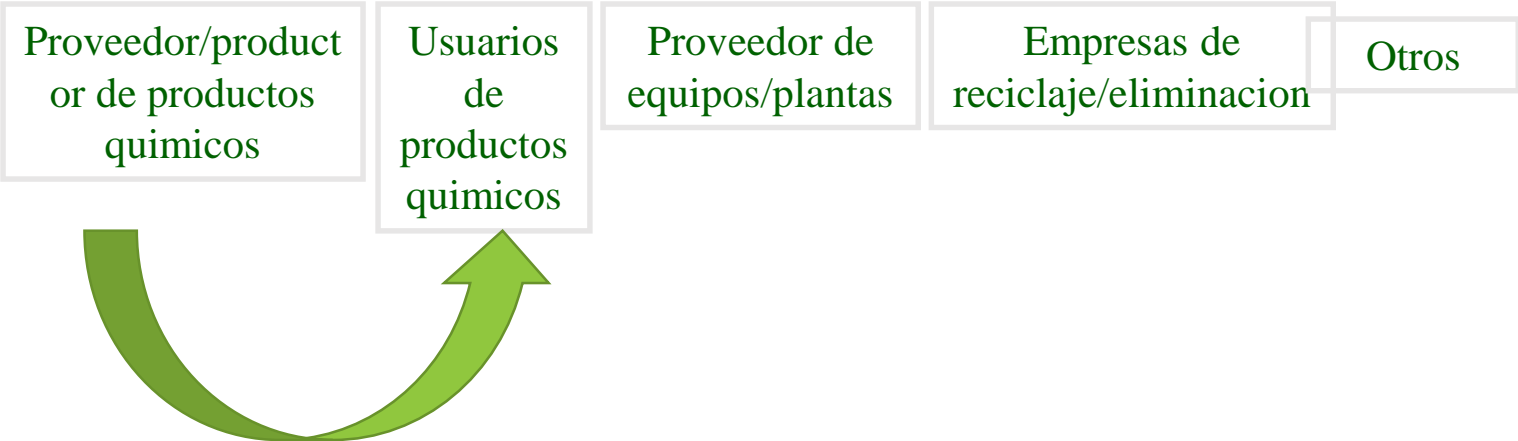 Proveedor/product
or de productos
quimicos
Usuarios
de
productos
quimicos
Proveedor de
equipos/plantas
Empresas de
reciclaje/eliminacion
Otros